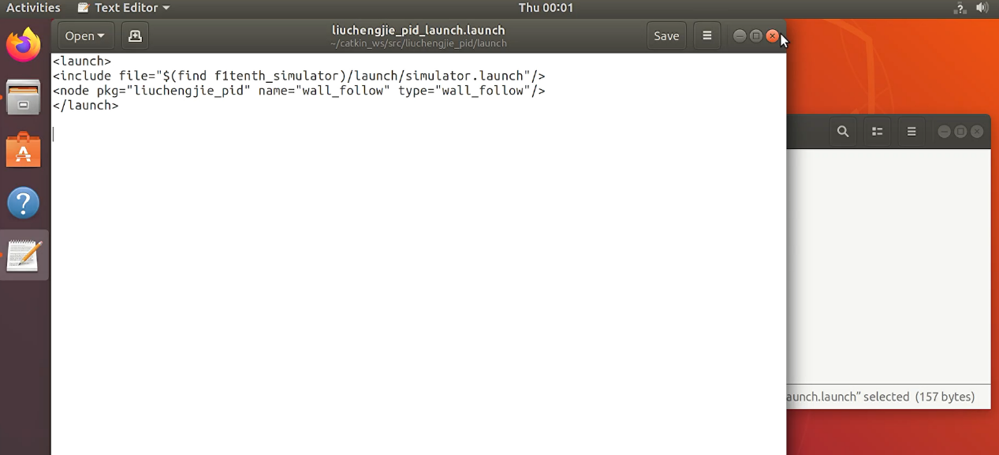 Activities Text Editor Thu 00:01
Open liuchengjie_pid_launch.launch Save
~/catkin_ws/src/liuchengjie_pid/launch
<launch>
<include file="$(find f1tenth_simulator)/launch/simulator.launch"/>
<node pkg="liuchengjie_pid" name="wall_follow" type="wall_follow"/>
</launch>
aunch.launch” selected (157 bytes)